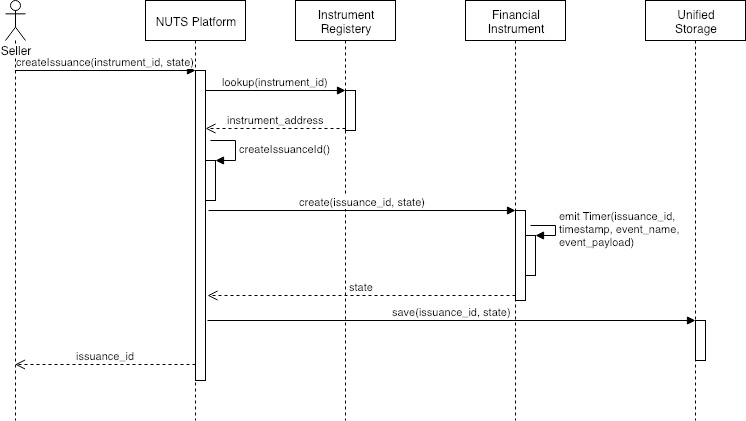 NUTS Platform
Instrument
Registery
Financial
Instrument
Unified
Storage
Seller
createIssuance(instrument_id, state)
lookup(instrument_id)
instrument_address
createIssuanceId()
create(issuance_id, state)
emit Timer(issuance_id,
timestamp, event_name,
event_payload)
state
save(issuance_id, state)
issuance_id